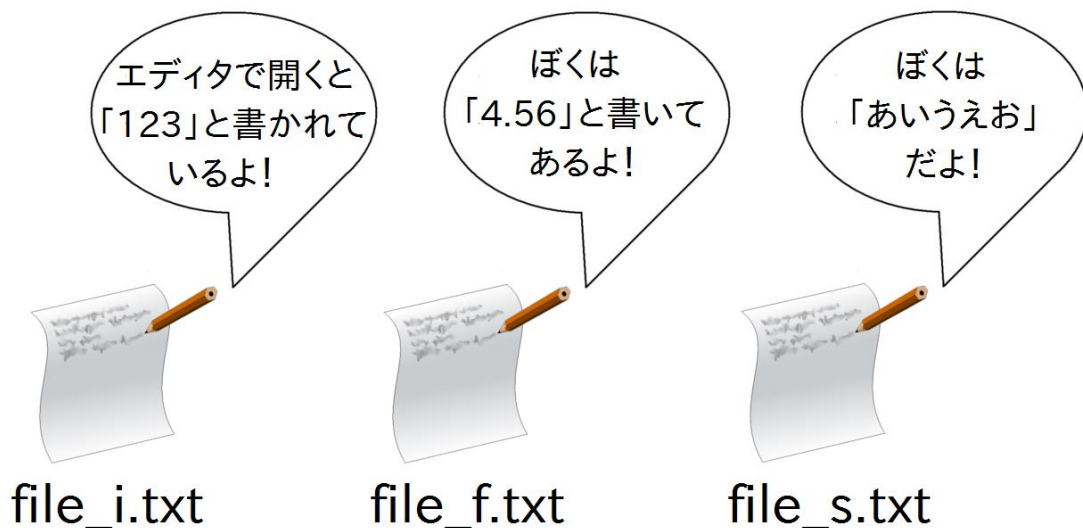 エディタで開くと
「123」と書かれて
いるよ！
ぼくは
「4.56」と書いて
あるよ！
ぼくは
「あいうえお」
だよ！
file_i.txt
file_f.txt
file_s.txt